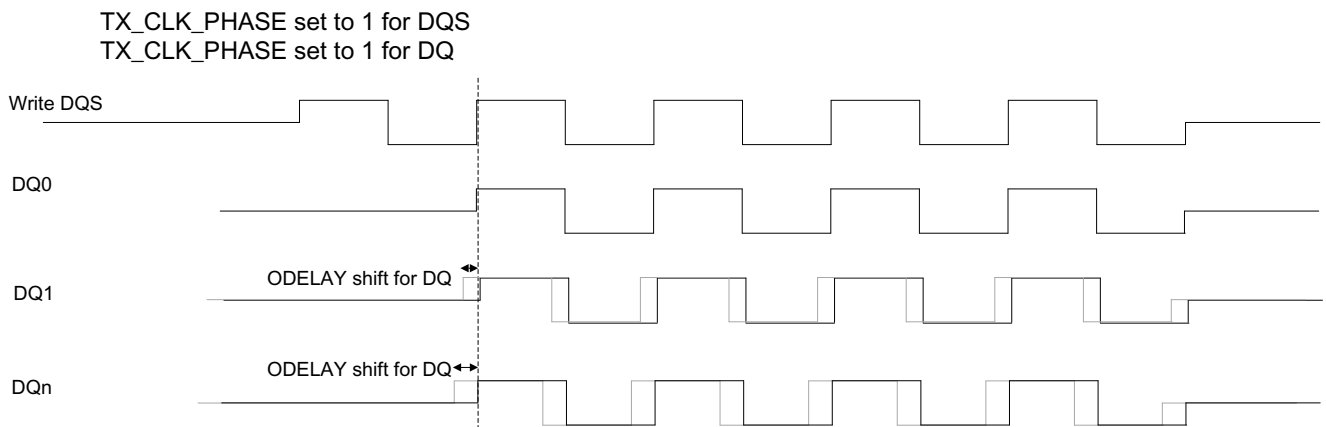 TX_CLK_PHASE set to 1 for DQS
TX_CLK_PHASE set to 1 for DQ
Write DQS
DQ0
ODELAY shift for DQ
DQ1
ODELAY shift for DQ
DQn